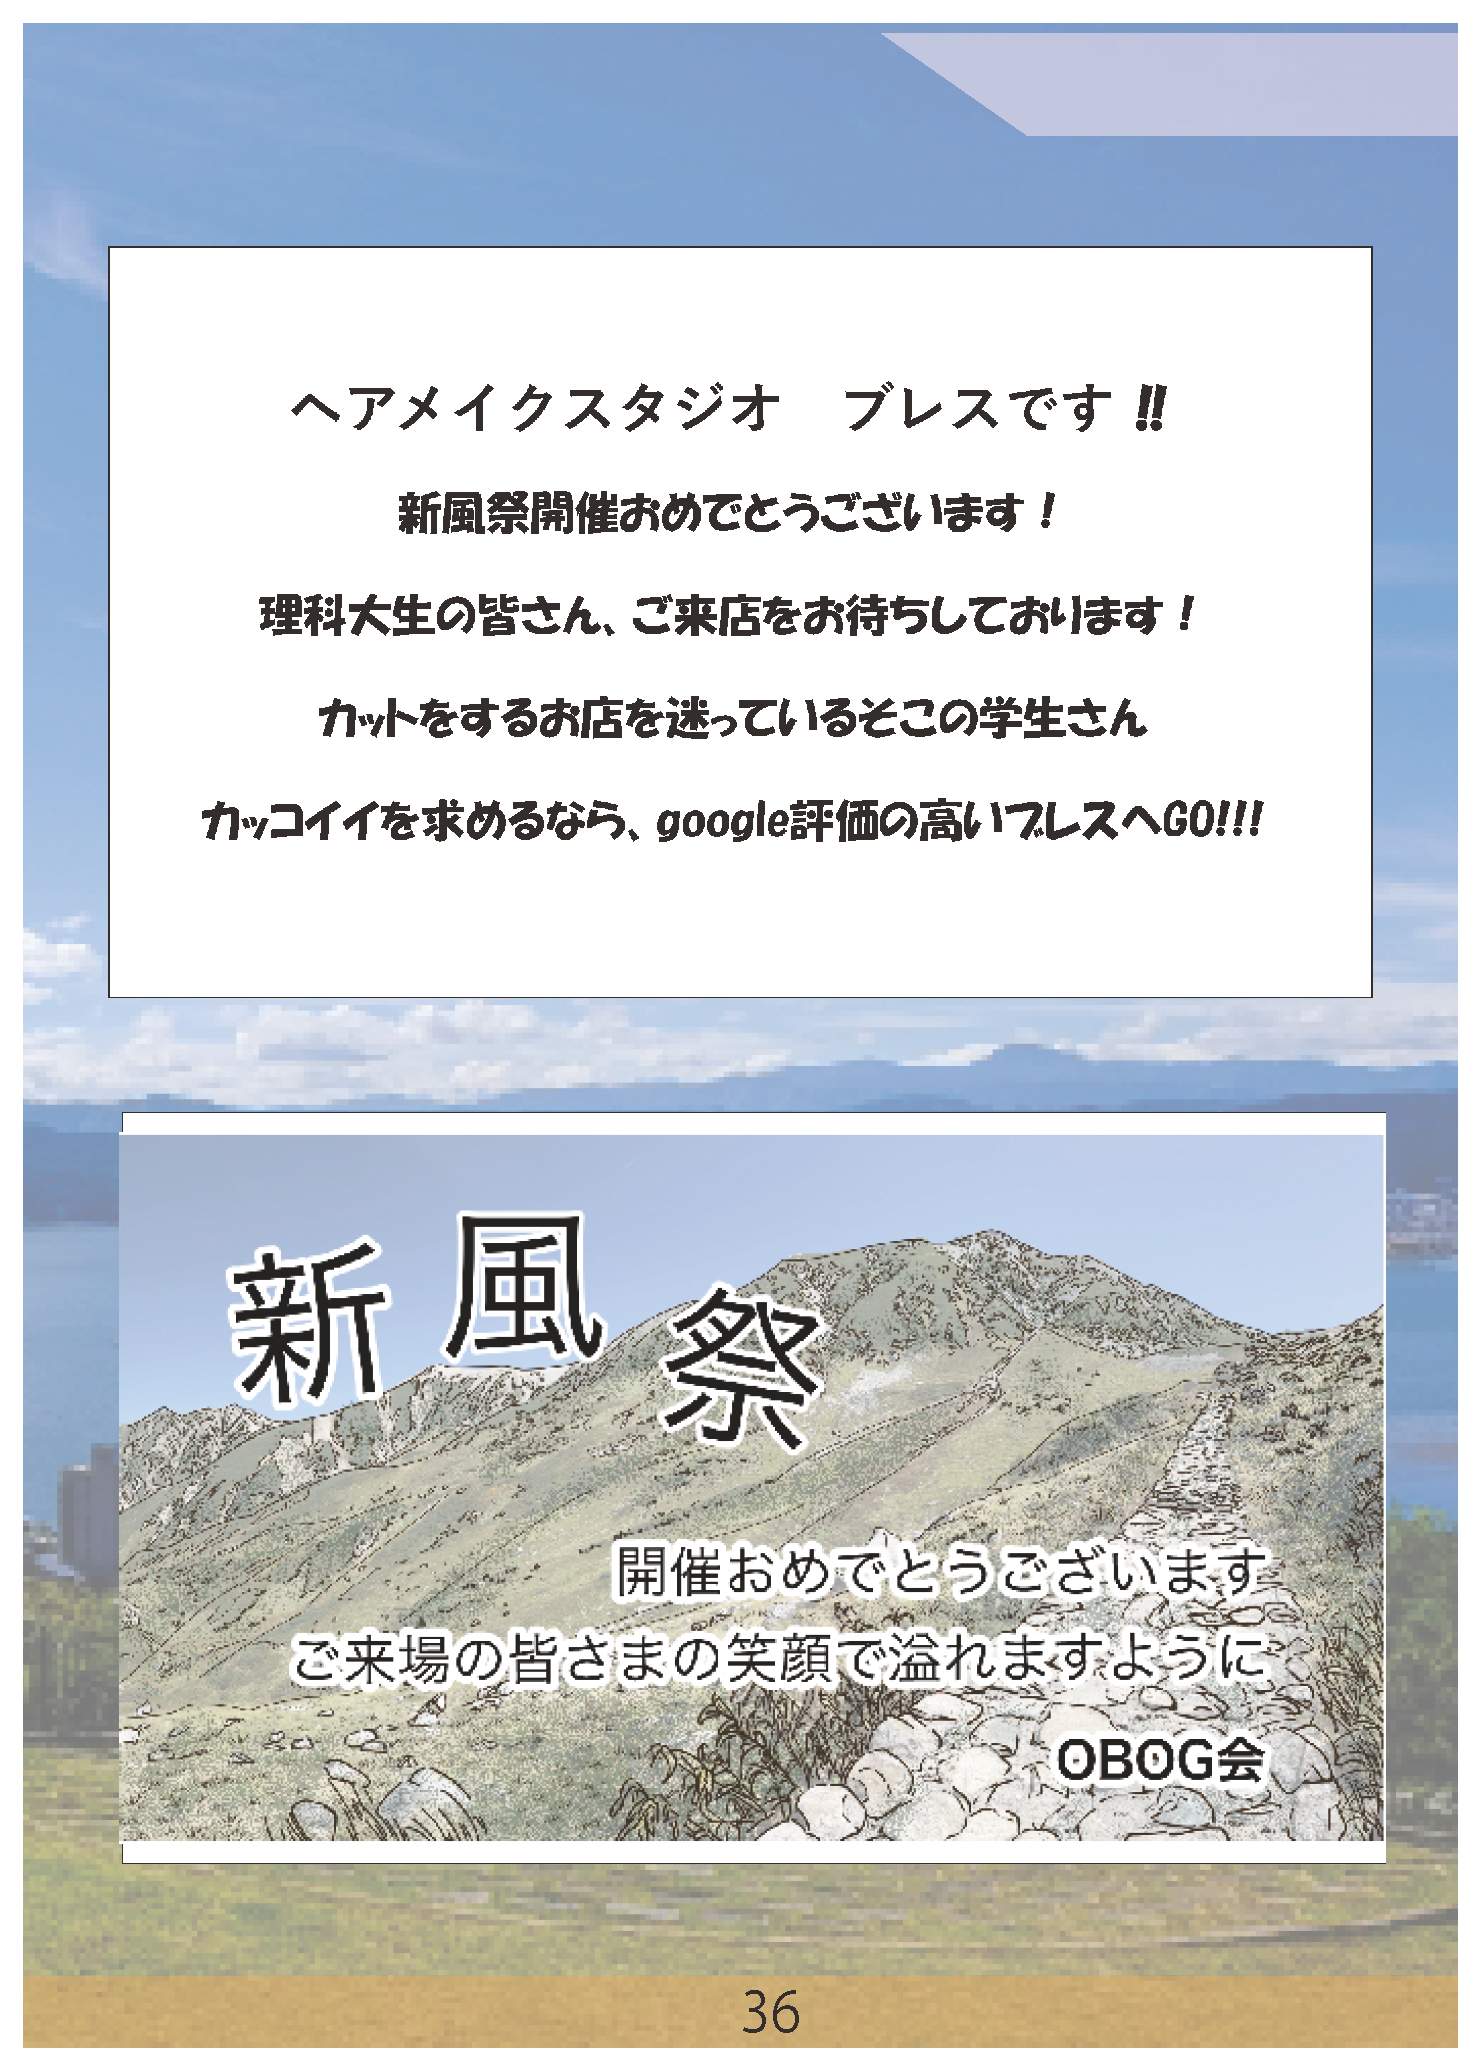 ヘアメイクスタジオ　ブレスです!!
新風祭開催おめでとうございます！
理科大生の皆さん、ご来店をお待ちしております！
カットをするお店を迷っているそこの学生さん
カッコイイを求めるなら、google評価の高いブレスへGO!!!
新風祭
開催おめでとうございます
ご来場の皆さまの笑顔で溢れますように
OBOG会
36